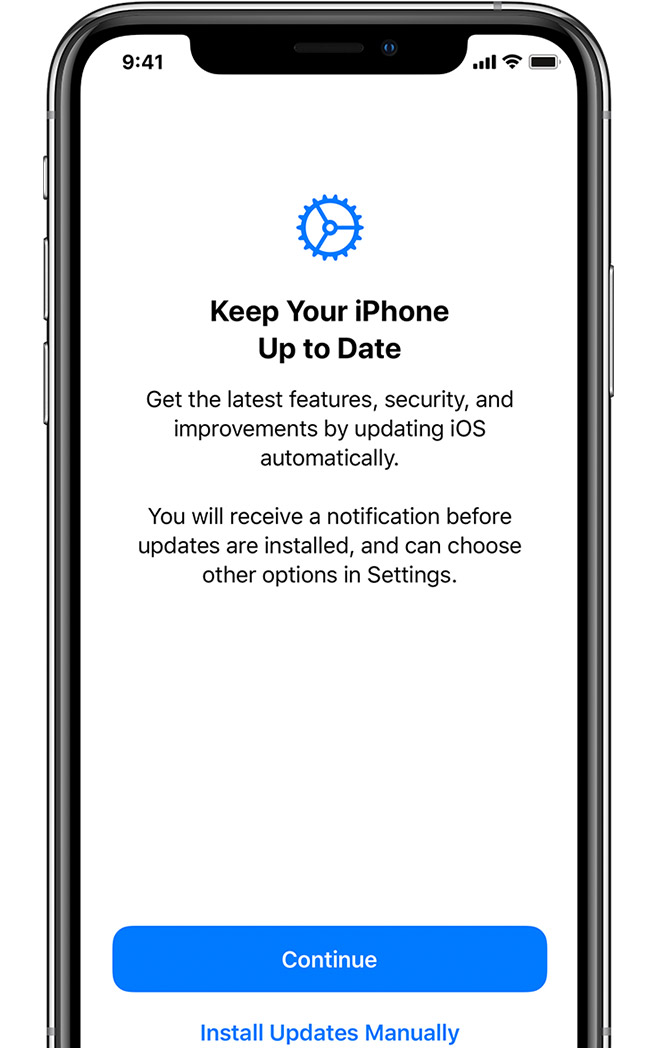 9:41
Keep Your iPhone
Up to Date
Get the latest features, security, and
improvements by updating iOS
automatically.
You will receive a notification before
updates are installed, and can choose
other options in Settings.
Continue
Install Updates Manually